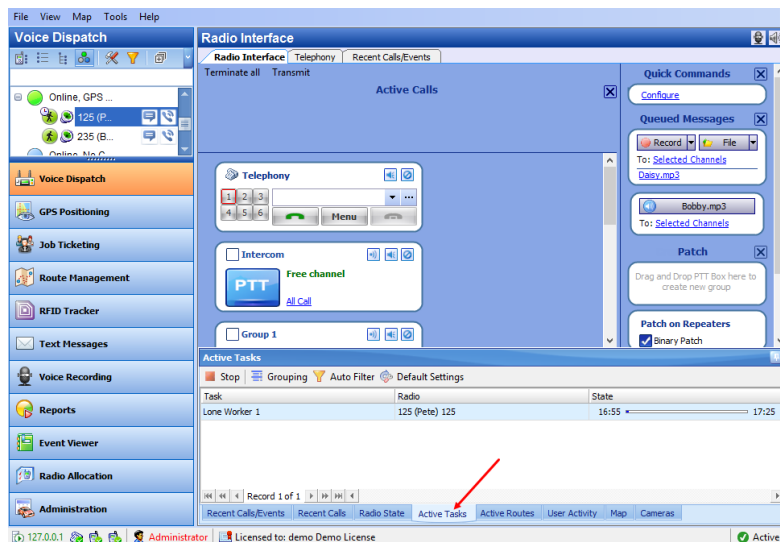 File View Map Tools Help
Voice Dispatch
Online, GPS ...
125 (P...
235 (B...
Voice Dispatch
GPS Positioning
Job Ticketing
Route Management
RFID Tracker
Text Messages
Voice Recording
Reports
Event Viewer
Radio Allocation
Administration
Radio Interface
Radio Interface Telephony Recent Calls/Events
Terminate all Transmit
Active Calls
Telephony
1 2 3
4 5 6 Menu
Intercom
PTT Free channel
All Call
Group 1
Quick Commands
Configure
Queued Messages
Record File
To: Selected Channels
Daisy.mp3
Bobby.mp3
To: Selected Channels
Patch
Drag and Drop PTT Box here to
create new group
Patch on Repeaters
Binary Patch
Active Tasks
Stop Grouping Auto Filter Default Settings
Task Radio State
Lone Worker 1 125 (Pete) 125 16:55 17:25
Record 1 of 1
Recent Calls/Events Recent Calls Radio State Active Tasks Active Routes User Activity Map Cameras
127.0.0.1 Administrator Licensed to: demo Demo License Active